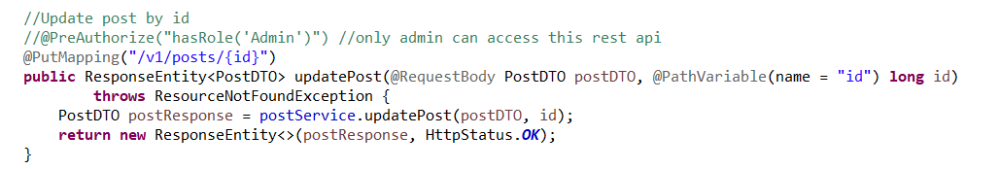 //Update post by id
//@PreAuthorize("hasRole('Admin')") //only admin can access this rest api
@PutMapping("/v1/posts/{id}")
public ResponseEntity<PostDTO> updatePost(@RequestBody PostDTO postDTO, @PathVariable(name = "id") long id)
        throws ResourceNotFoundException {
    PostDTO postResponse = postService.updatePost(postDTO, id);
    return new ResponseEntity<>(postResponse, HttpStatus.OK);
}